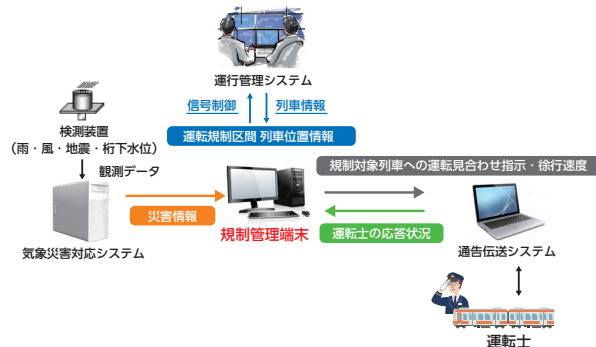 運行管理システム
信号制御
列車情報
運転規制区間 列車位置情報
検測装置
（雨・風・地震・桁下水位）
観測データ
気象災害対応システム
災害情報
規制管理端末
規制対象列車への運転見合わせ指示・徐行速度
運転士の応答状況
通告伝送システム
運転士